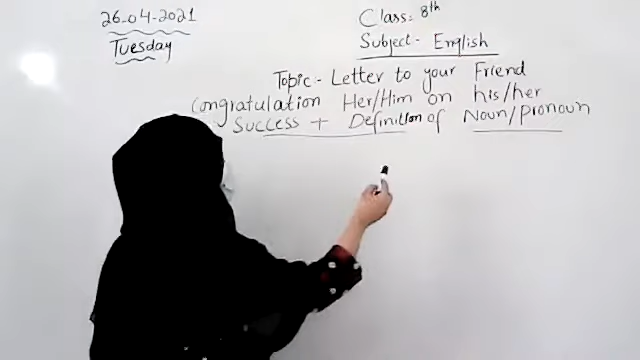 26-04-2021
Tuesday
Class: 8th
Subject- English
Topic- Letter to your Friend
Congratulation Her/Him on his/her
Success + Definition of Noun/Pronoun